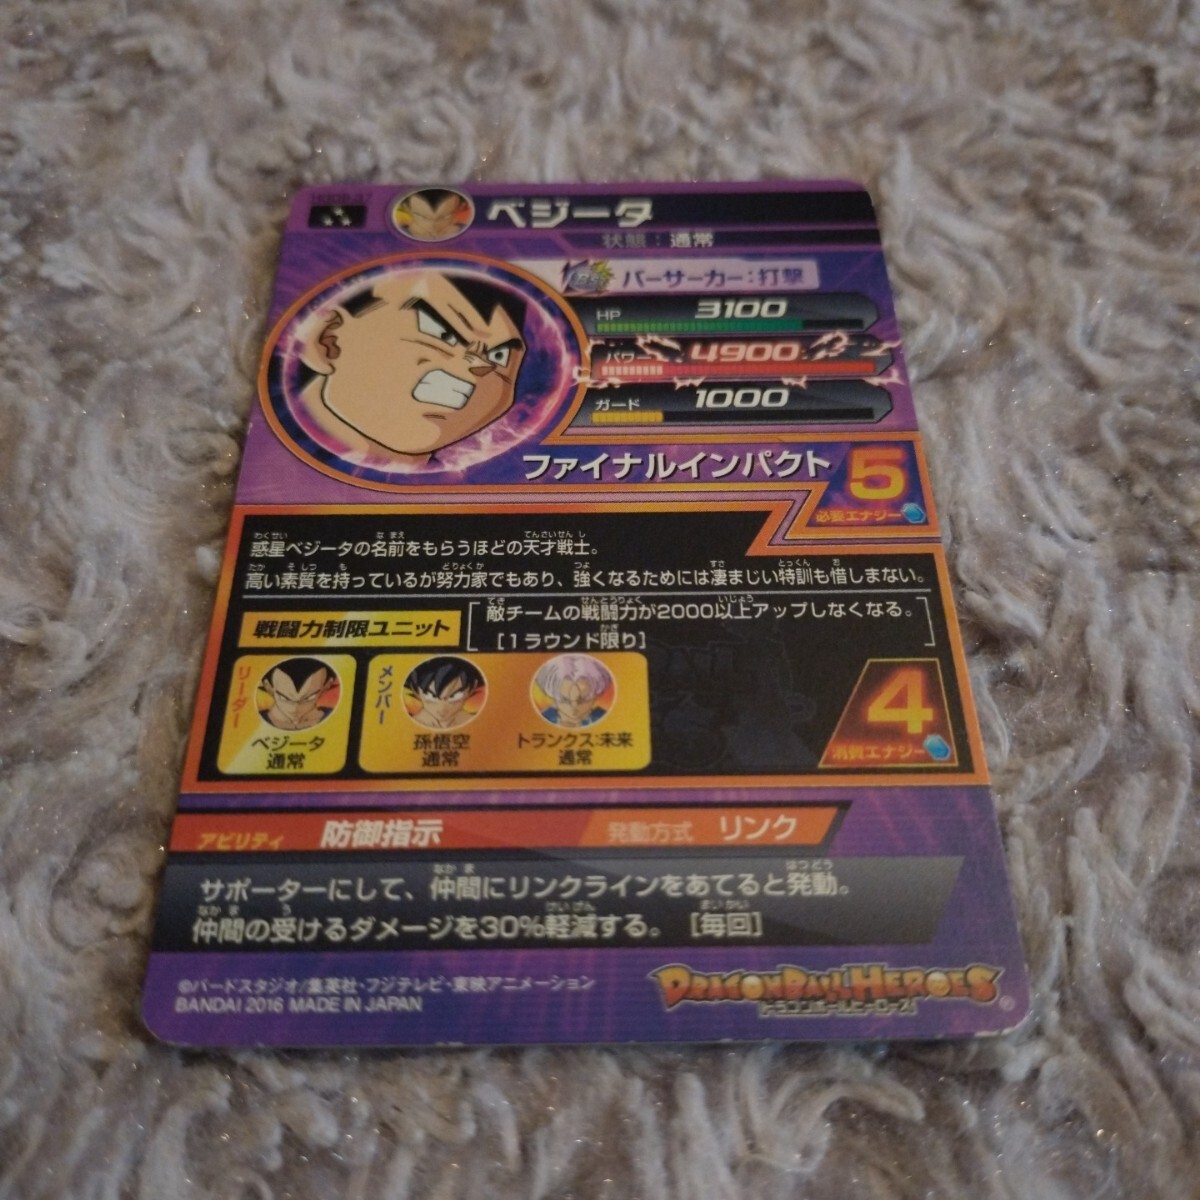 ベジータ
状態：通常
バーサーカー：打撃
HP 3100
パワー 4900
ガード 1000
ファイナルインパクト
5
必要エナジー
惑星ベジータの名前をもらうほどの天才戦士。
高い素質を持っているが努力家でもあり、強くなるためには凄まじい特訓も惜しまない。
戦闘力制限ユニット
敵チームの戦闘力が2000以上アップしなくなる。
[1ラウンド限り]
リーダー
ベジータ
通常
メンバー
孫悟空
通常
トランクス:未来
通常
4
消費エナジー
アビリティ 防御指示 発動方式 リンク
サポーターにして、仲間にリンクラインをあてると発動。
仲間の受けるダメージを30%軽減する。 [毎回]
©バードスタジオ/集英社・フジテレビ・東映アニメーション
BANDAI 2016 MADE IN JAPAN
DRAGONBALL HEROES
ドラゴンボールヒーローズ